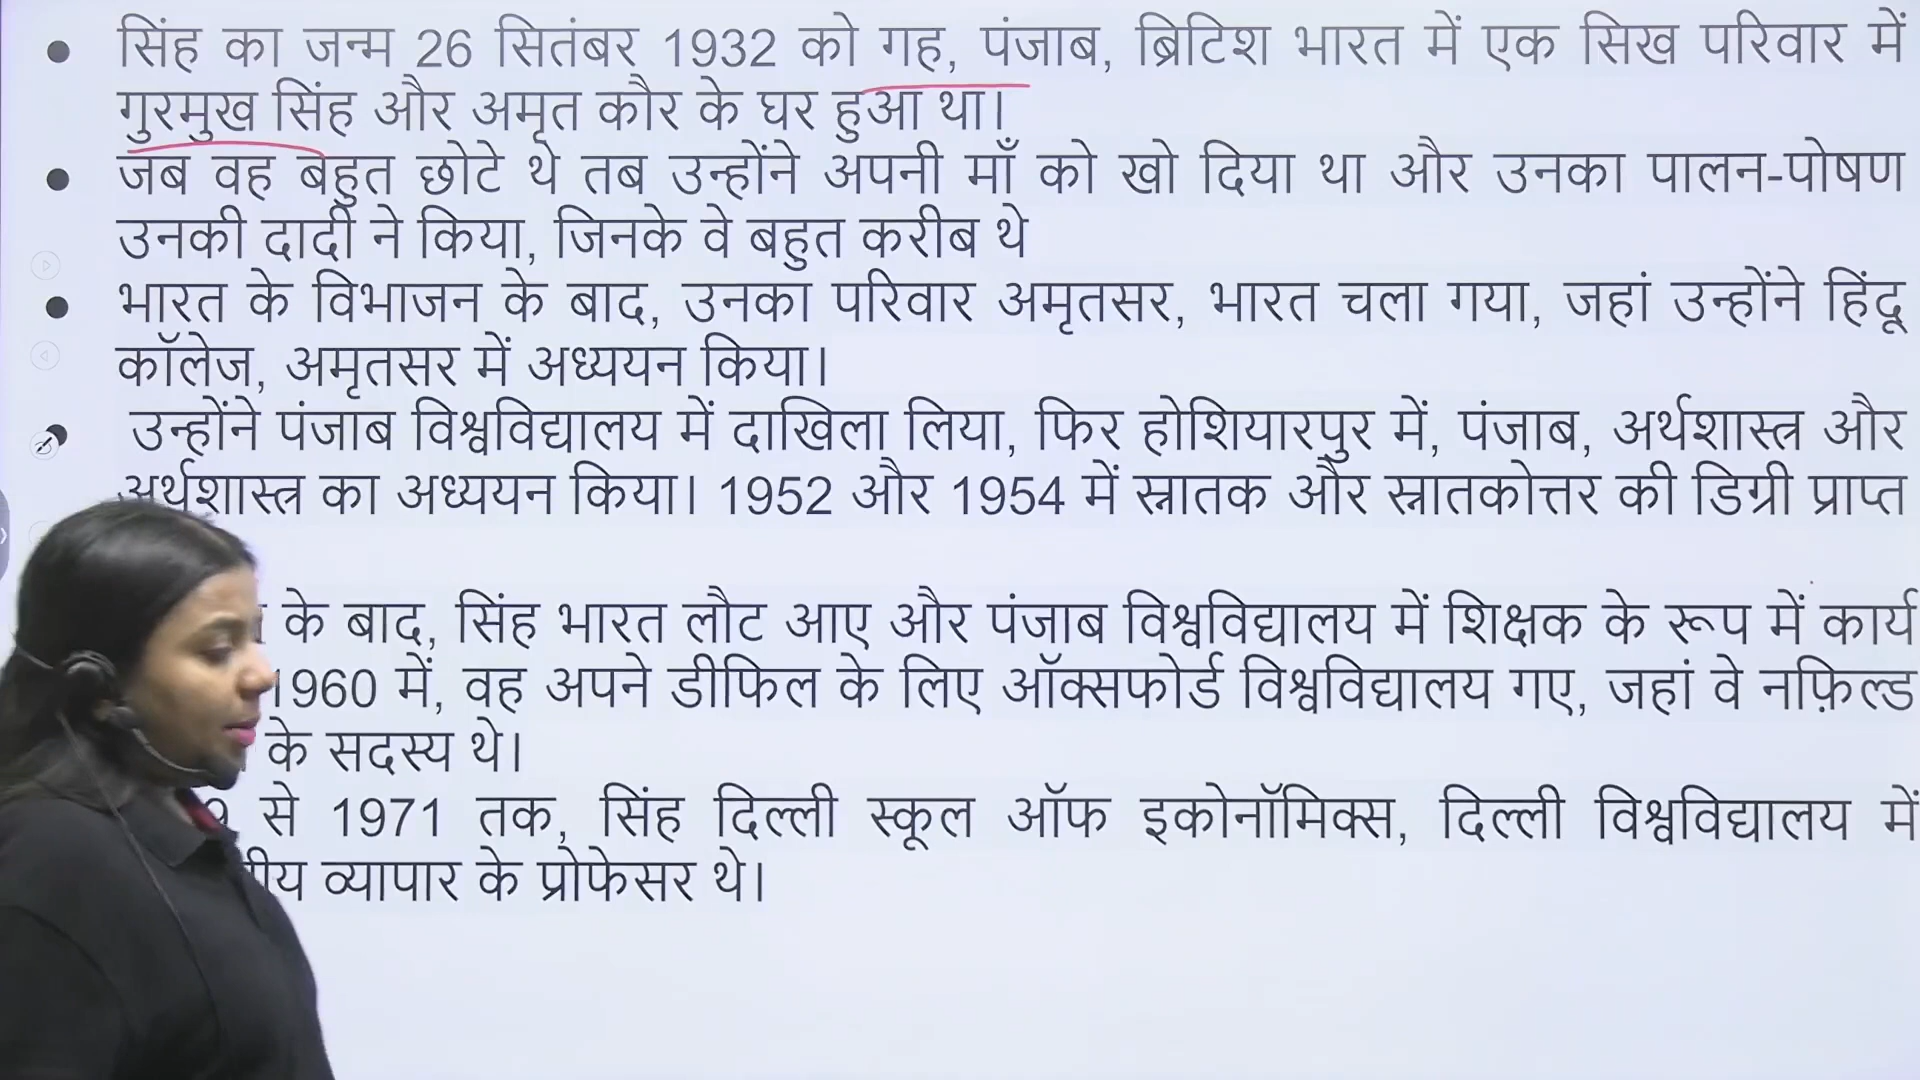 सिंह का जन्म 26 सितंबर 1932 को गह, पंजाब, ब्रिटिश भारत में एक सिख परिवार में
गुरमुख सिंह और अमृत कौर के घर हुआ था।
जब वह बहुत छोटे थे तब उन्होंने अपनी माँ को खो दिया था और उनका पालन-पोषण
उनकी दादी ने किया, जिनके वे बहुत करीब थे
भारत के विभाजन के बाद, उनका परिवार अमृतसर, भारत चला गया, जहां उन्होंने हिंदू
कॉलेज, अमृतसर में अध्ययन किया।
उन्होंने पंजाब विश्वविद्यालय में दाखिला लिया, फिर होशियारपुर में, पंजाब, अर्थशास्त्र और
अर्थशास्त्र का अध्ययन किया। 1952 और 1954 में स्नातक और स्नातकोत्तर की डिग्री प्राप्त
के बाद, सिंह भारत लौट आए और पंजाब विश्वविद्यालय में शिक्षक के रूप में कार्य
1960 में, वह अपने डीफिल के लिए ऑक्सफोर्ड विश्वविद्यालय गए, जहां वे नफ़िल्ड
के सदस्य थे।
से 1971 तक, सिंह दिल्ली स्कूल ऑफ इकोनॉमिक्स, दिल्ली विश्वविद्यालय में
व्यापार के प्रोफेसर थे।